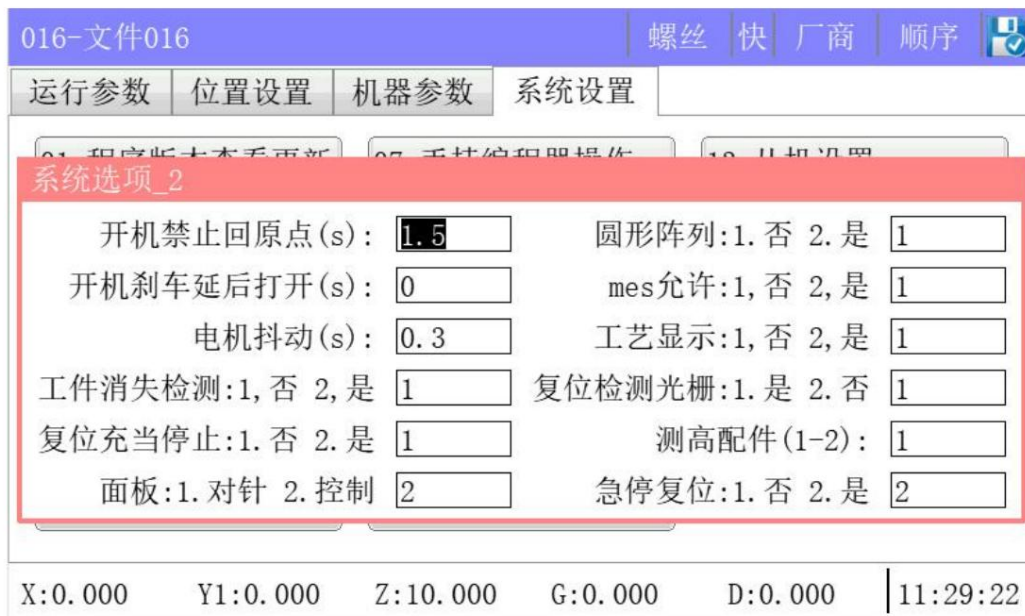 016-文件016 螺丝 快 厂商 顺序
运行参数 位置设置 机器参数 系统设置
系统选项_2
开机禁止回原点(s): 1.5 圆形阵列:1.否 2.是 1
开机刹车延后打开(s): 0 mes允许:1,否 2,是 1
电机抖动(s): 0.3 工艺显示:1,否 2,是 1
工件消失检测:1,否 2,是 1 复位检测光栅:1.是 2.否 1
复位充当停止:1.否 2.是 1 测高配件(1-2): 1
面板:1.对针 2.控制 2 急停复位:1.否 2.是 2
X:0.000 Y1:0.000 Z:10.000 G:0.000 D:0.000 11:29:22